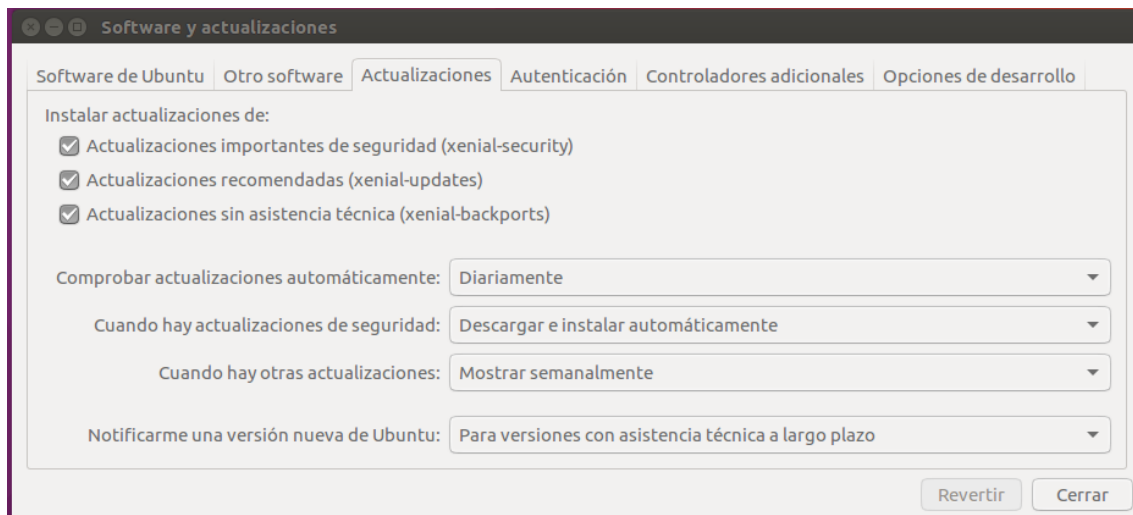 Software y actualizaciones
Software de Ubuntu Otro software Actualizaciones Autenticación Controladores adicionales Opciones de desarrollo
Instalar actualizaciones de:
Actualizaciones importantes de seguridad (xenial-security)
Actualizaciones recomendadas (xenial-updates)
Actualizaciones sin asistencia técnica (xenial-backports)
Comprobar actualizaciones automáticamente: Diariamente
Cuando hay actualizaciones de seguridad: Descargar e instalar automáticamente
Cuando hay otras actualizaciones: Mostrar semanalmente
Notificarme una versión nueva de Ubuntu: Para versiones con asistencia técnica a largo plazo
Revertir Cerrar